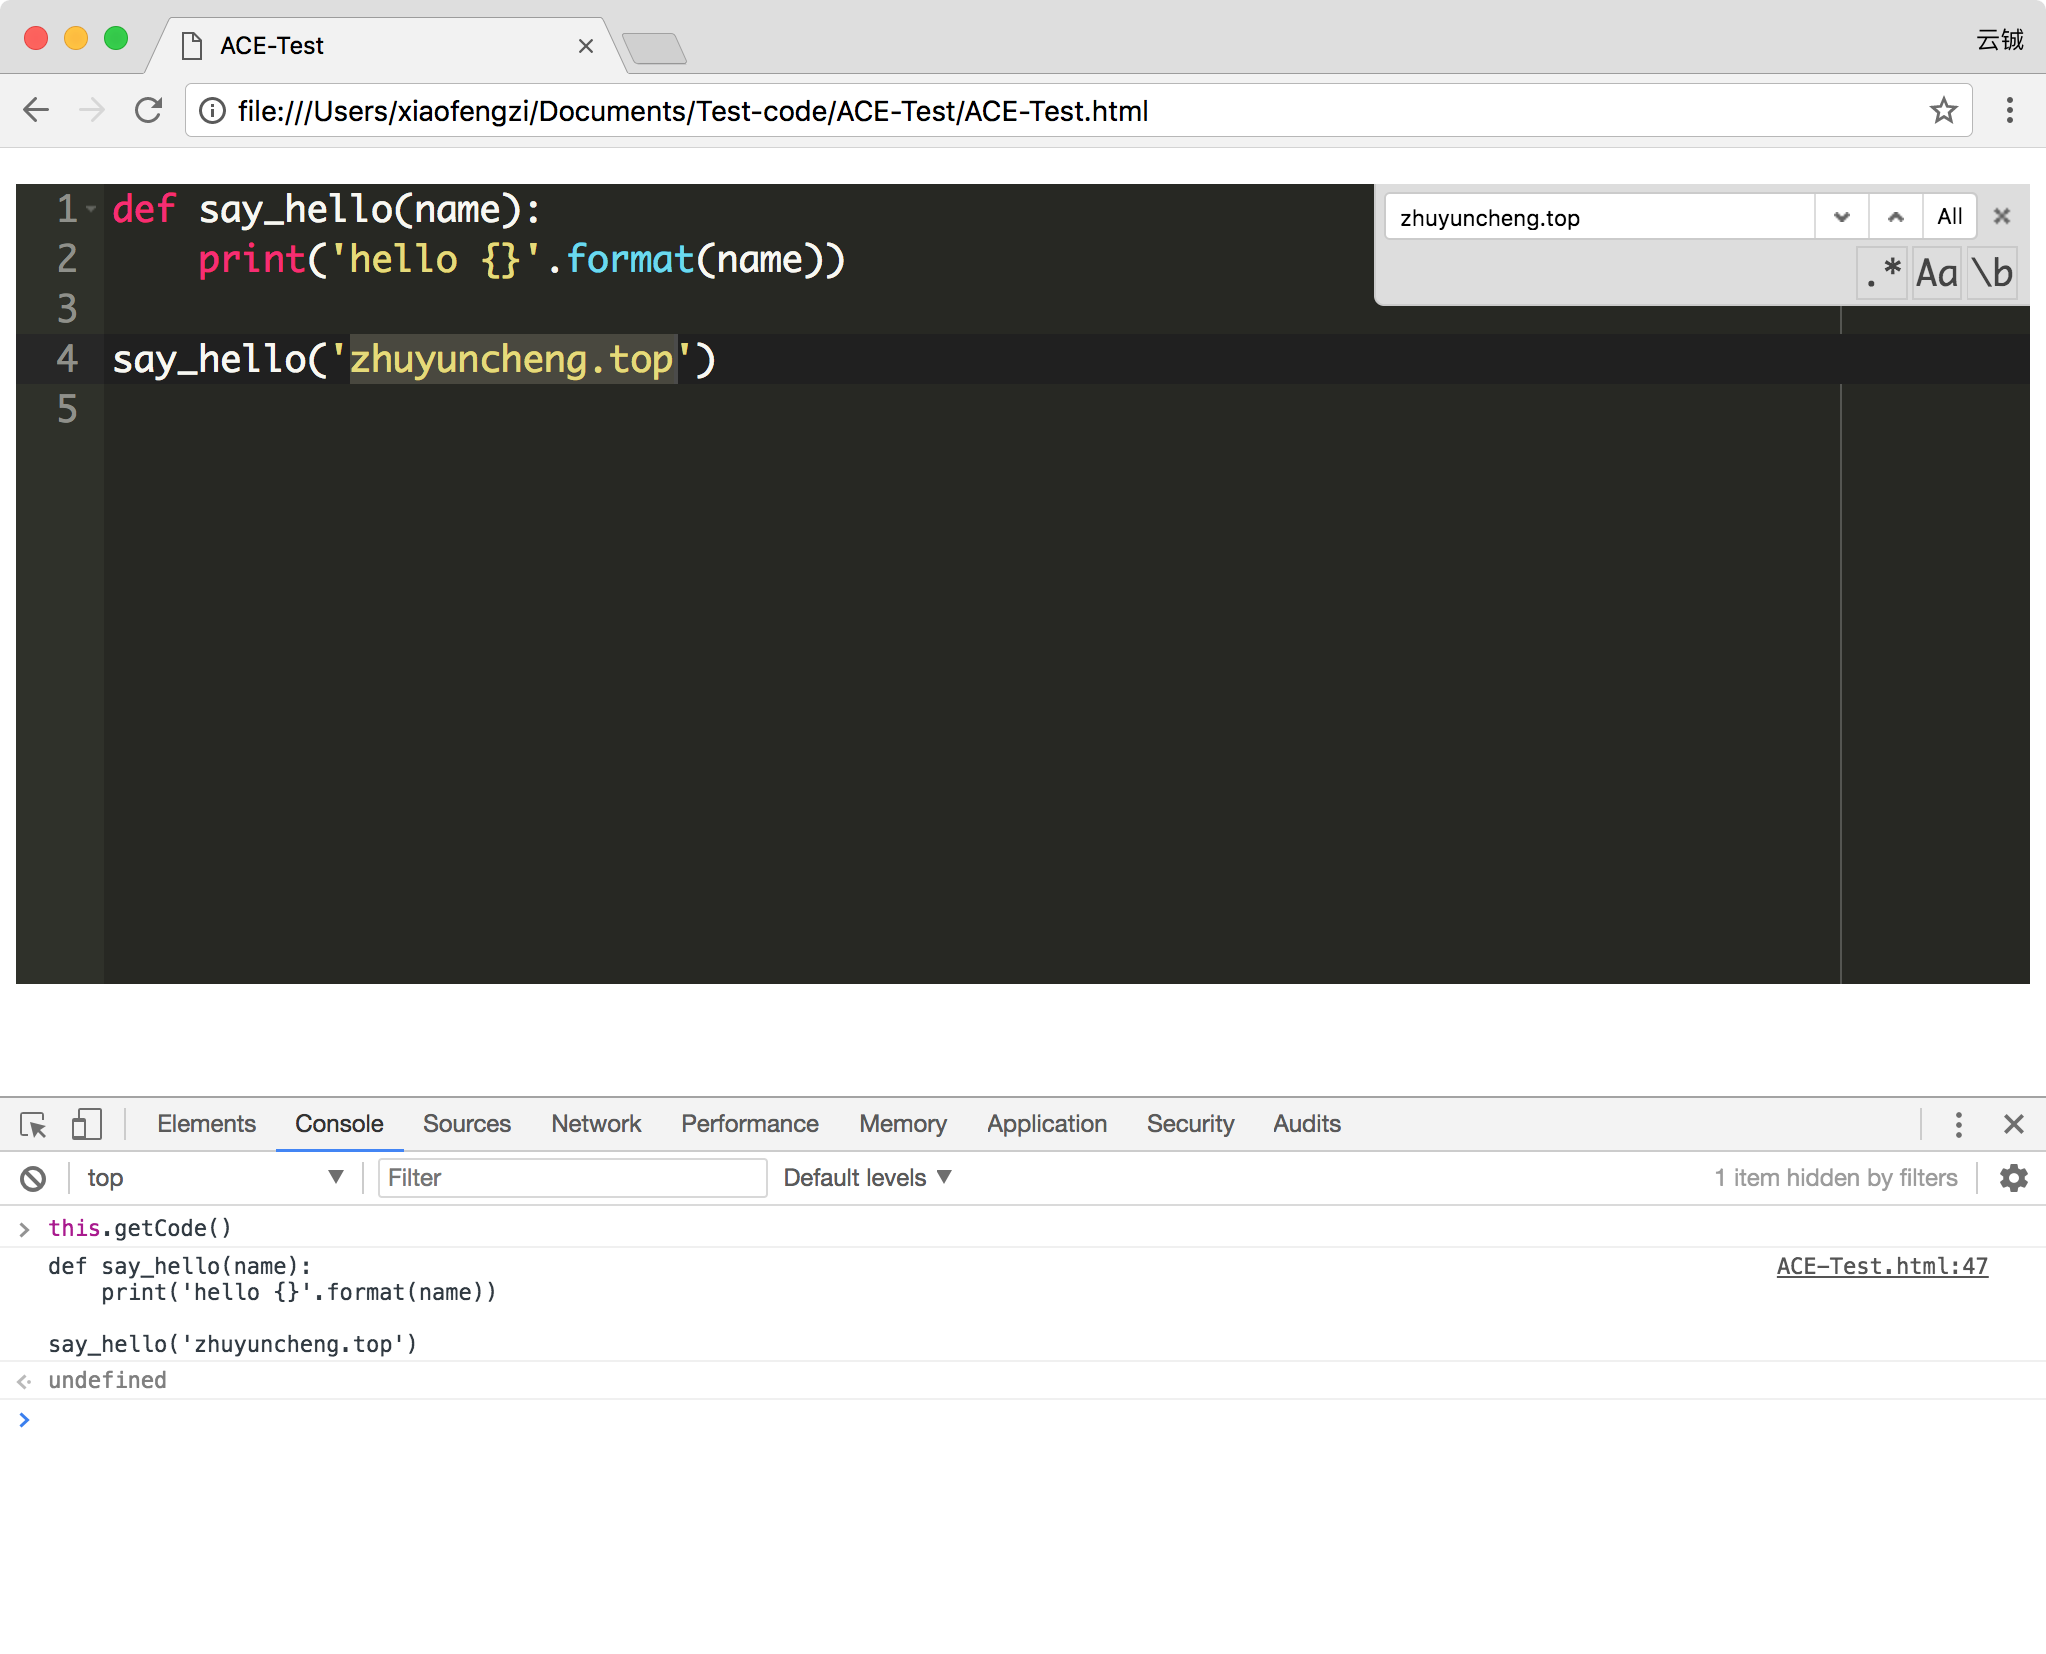 ACE-Test
云铖
file:///Users/xiaofengzi/Documents/Test-code/ACE-Test/ACE-Test.html
1 def say_hello(name):
2     print('hello {}'.format(name))
3
4 say_hello('zhuyuncheng.top')
5
zhuyuncheng.top All
.* Aa \b
Elements Console Sources Network Performance Memory Application Security Audits
top Filter Default levels 1 item hidden by filters
this.getCode()
def say_hello(name): ACE-Test.html:47
    print('hello {}'.format(name))
say_hello('zhuyuncheng.top')
undefined